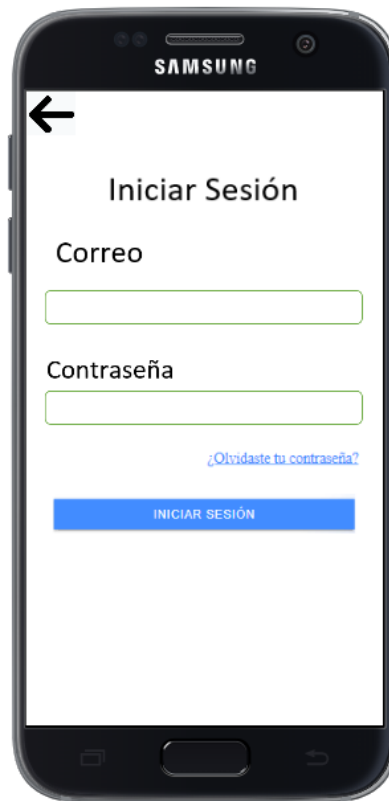 SAMSUNG
Iniciar Sesión
Correo
Contraseña
¿Olvidaste tu contraseña?
INICIAR SESIÓN